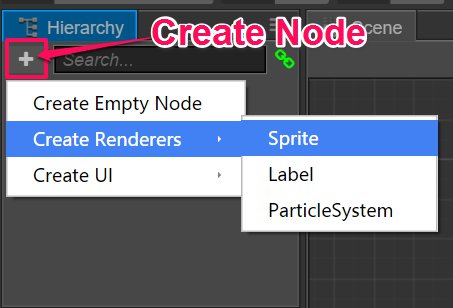 Hierarchy
Create Node
Scene
+
Search...
Create Empty Node
Create Renderers
Sprite
Create UI
Label
ParticleSystem